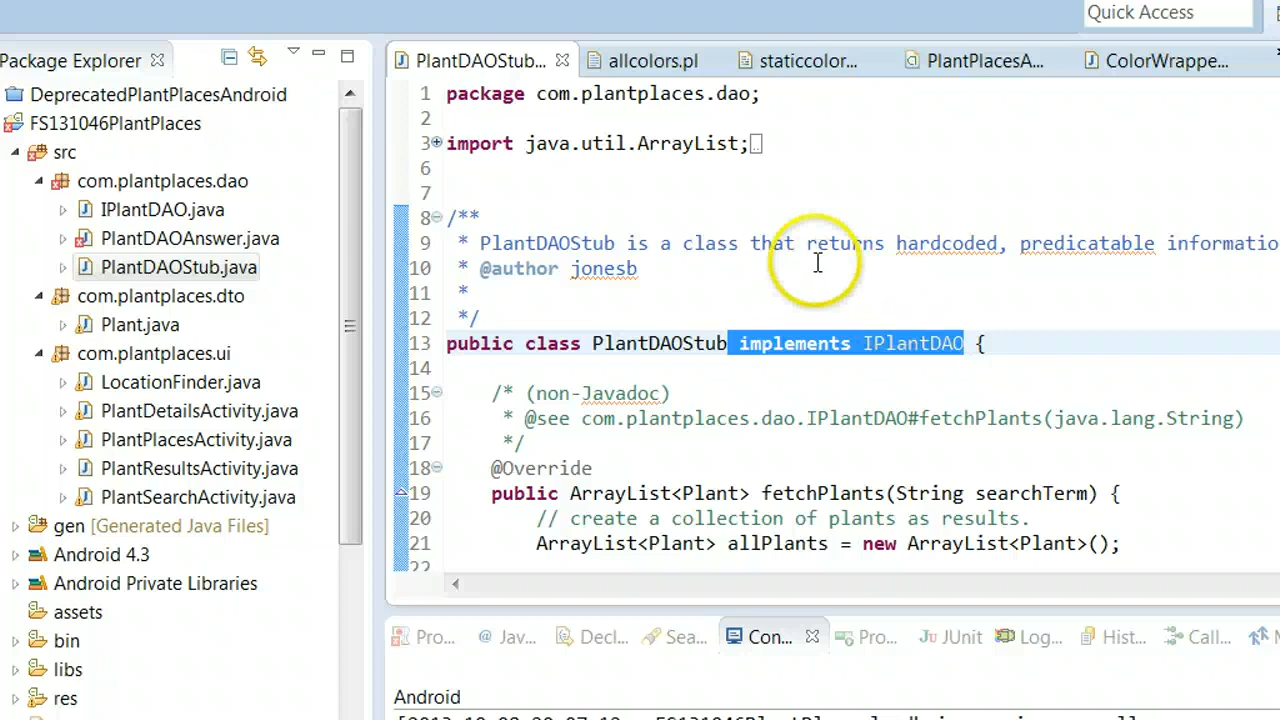 Quick Access
Package Explorer
PlantDAOStub...
allcolors.pl
staticcolor...
PlantPlacesA...
ColorWrappe...
DeprecatedPlantPlacesAndroid
FS131046PlantPlaces
src
com.plantplaces.dao
IPlantDAO.java
PlantDAOAnswer.java
PlantDAOStub.java
com.plantplaces.dto
Plant.java
com.plantplaces.ui
LocationFinder.java
PlantDetailsActivity.java
PlantPlacesActivity.java
PlantResultsActivity.java
PlantSearchActivity.java
gen [Generated Java Files]
Android 4.3
Android Private Libraries
assets
bin
libs
res
1 package com.plantplaces.dao;
2
3 import java.util.ArrayList;
6
7
8 /**
9 * PlantDAOStub is a class that returns hardcoded, predicatable informatio
10 * @author jonesb
11 *
12 */
13 public class PlantDAOStub implements IPlantDAO {
14
15 /* (non-Javadoc)
16 * @see com.plantplaces.dao.IPlantDAO#fetchPlants(java.lang.String)
17 */
18 @Override
19 public ArrayList<Plant> fetchPlants(String searchTerm) {
20 // create a collection of plants as results.
21 ArrayList<Plant> allPlants = new ArrayList<Plant>();
22
Pro... @ Jav... Decl... Sea... Con... Pro... JUnit Log... Hist... Call...
Android